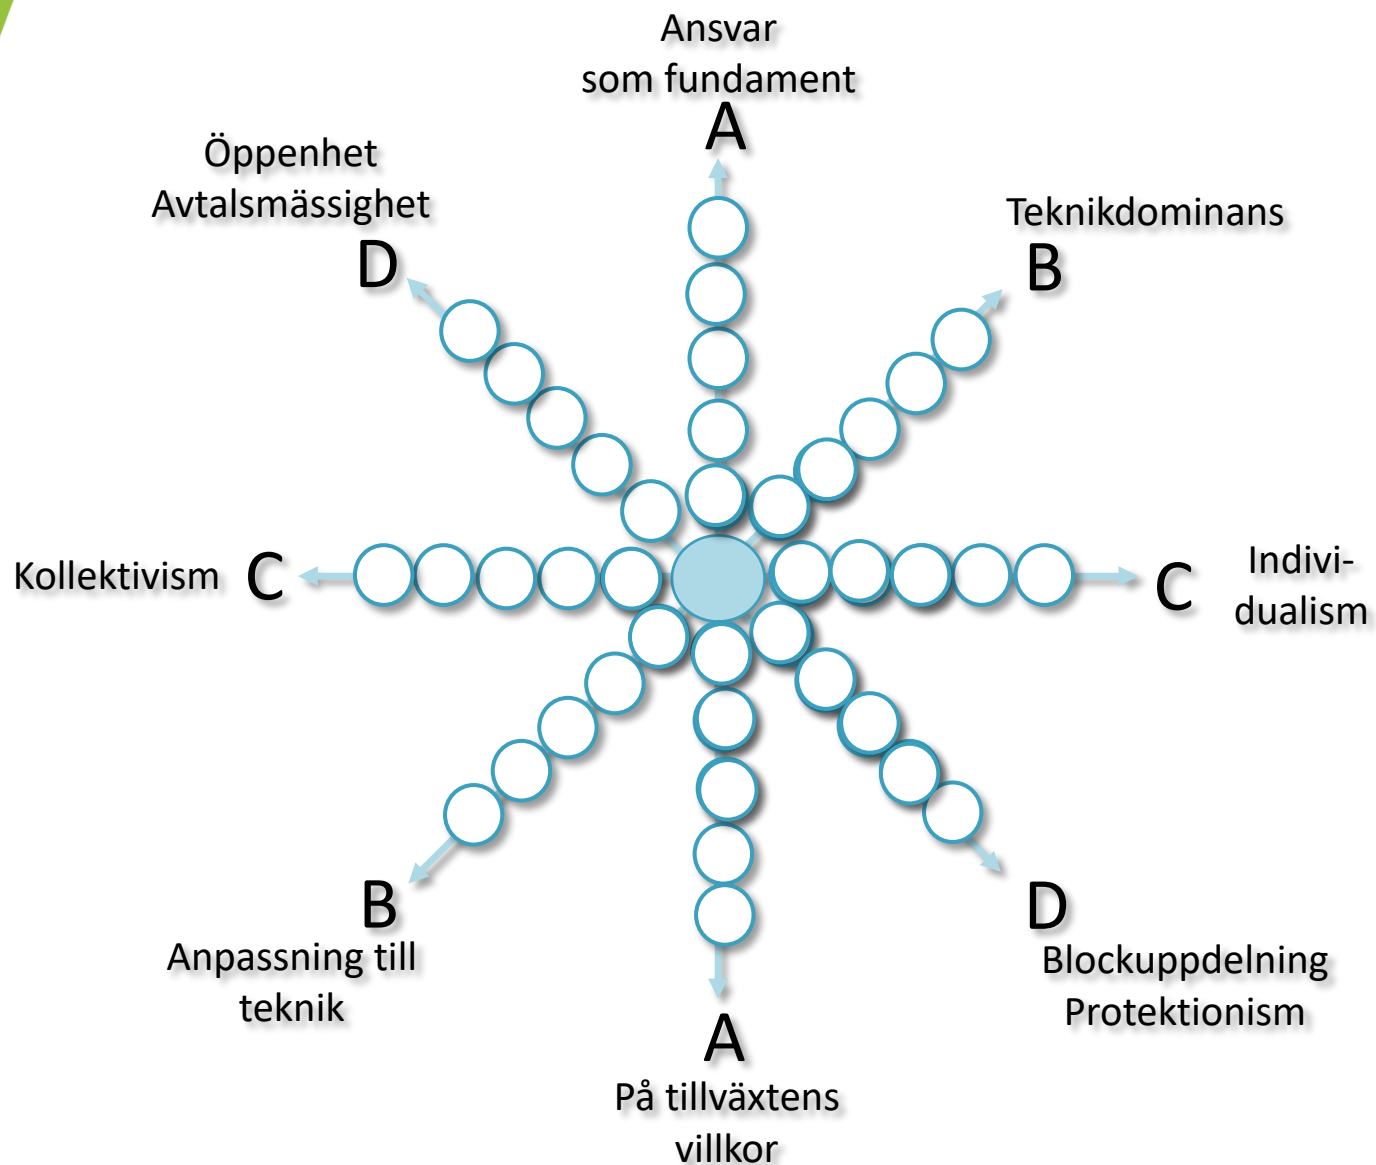 Ansvar
som fundament
A
Öppenhet
Avtalsmässighet
D
Teknikdominans
B
Kollektivism C
C
Indivi-
dualism
B
Anpassning till
teknik
D
Blockuppdelning
Protektionism
A
På tillväxtens
villkor